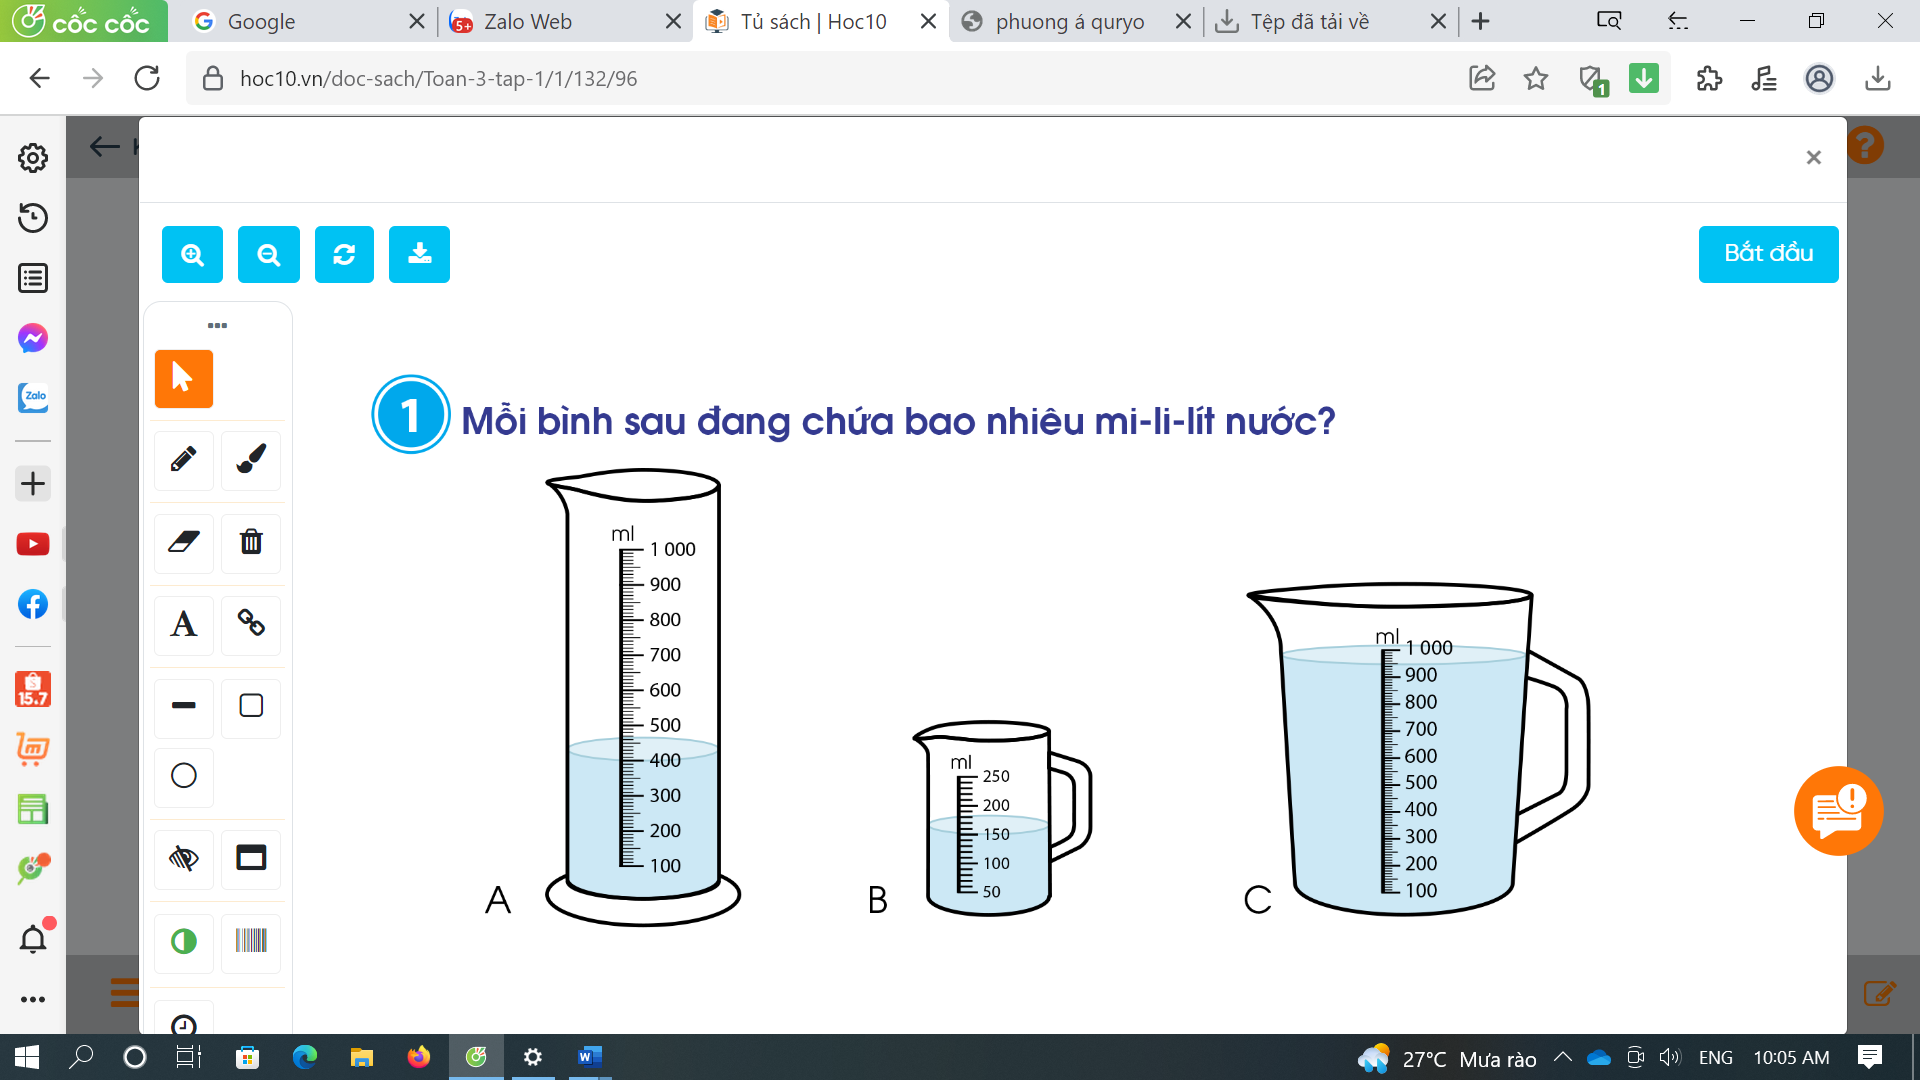 cốc cốc
Google
5+
Zalo Web
Tủ sách | Hoc10
phuong á quryo
Tệp đã tải về
hoc10.vn/doc-sach/Toan-3-tap-1/1/132/96
1
Bắt đầu
Zalo
15.7
A
1 Mỗi bình sau đang chứa bao nhiêu mi-li-lít nước?
ml
1 000
900
800
700
600
500
400
300
200
100
A
ml
250
200
150
100
50
B
ml
1 000
900
800
700
600
500
400
300
200
100
C
27°C Mưa rào
ENG
10:05 AM